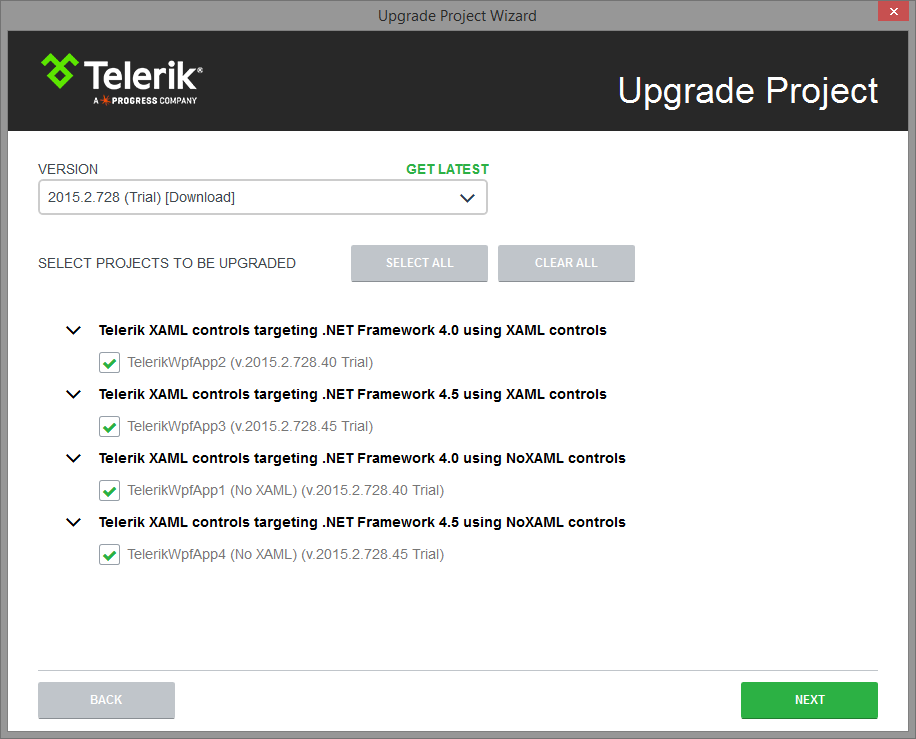 Upgrade Project Wizard
Telerik®
A PROGRESS COMPANY
Upgrade Project
VERSION GET LATEST
2015.2.728 (Trial) [Download]
SELECT PROJECTS TO BE UPGRADED SELECT ALL CLEAR ALL
Telerik XAML controls targeting .NET Framework 4.0 using XAML controls
TelerikWpfApp2 (v.2015.2.728.40 Trial)
Telerik XAML controls targeting .NET Framework 4.5 using XAML controls
TelerikWpfApp3 (v.2015.2.728.45 Trial)
Telerik XAML controls targeting .NET Framework 4.0 using NoXAML controls
TelerikWpfApp1 (No XAML) (v.2015.2.728.40 Trial)
Telerik XAML controls targeting .NET Framework 4.5 using NoXAML controls
TelerikWpfApp4 (No XAML) (v.2015.2.728.45 Trial)
BACK NEXT